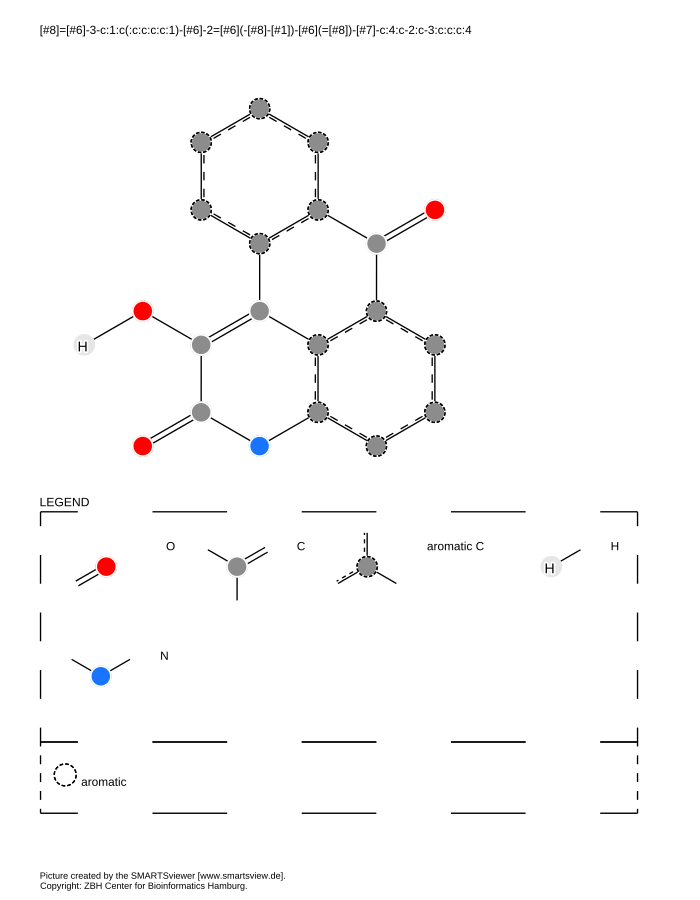 [#8]=[#6]-3-c:1:c(:c:c:c:c:1)-[#6]-2=[#6](-[#8]-[#1])-[#6](=[#8])-[#7]-c:4:c-2:c-3:c:c:c:4
H
LEGEND
O C aromatic C H
H
N
aromatic
Picture created by the SMARTSviewer [www.smartsview.de].
Copyright: ZBH Center for Bioinformatics Hamburg.